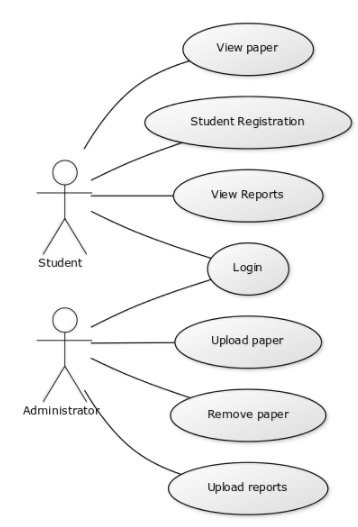 View paper
Student Registration
View Reports
Student
Login
Upload paper
Administrator
Remove paper
Upload reports